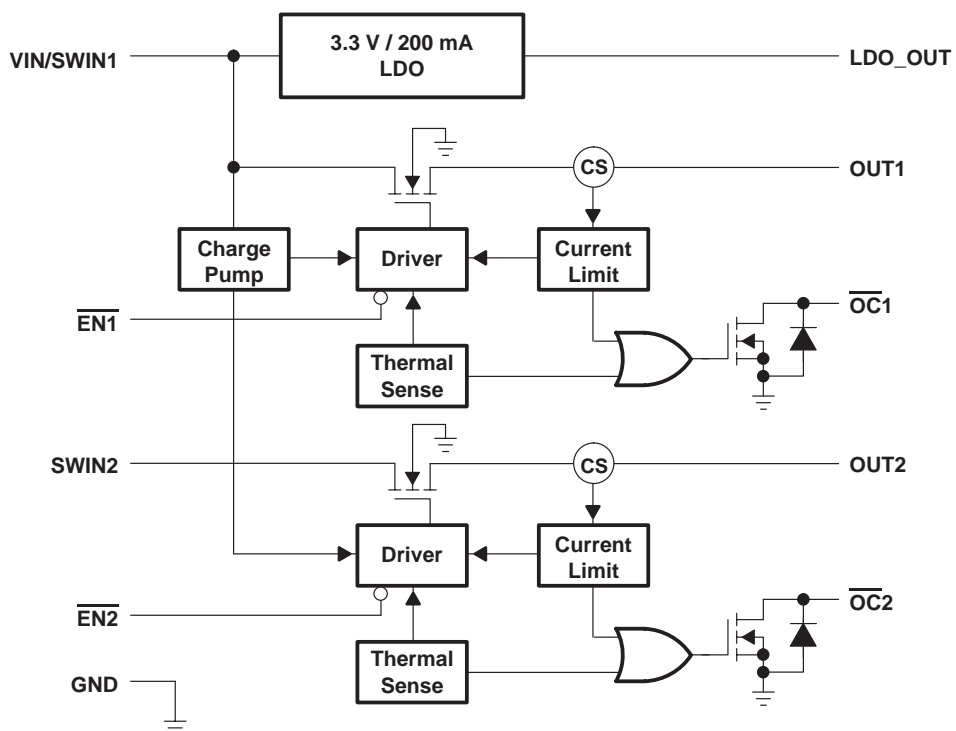 3.3 V / 200 mA
LDO
VIN/SWIN1
LDO_OUT
CS
OUT1
Charge
Pump
Driver
Current
Limit
EN1
OC1
Thermal
Sense
SWIN2
CS
OUT2
Driver
Current
Limit
EN2
OC2
Thermal
Sense
GND